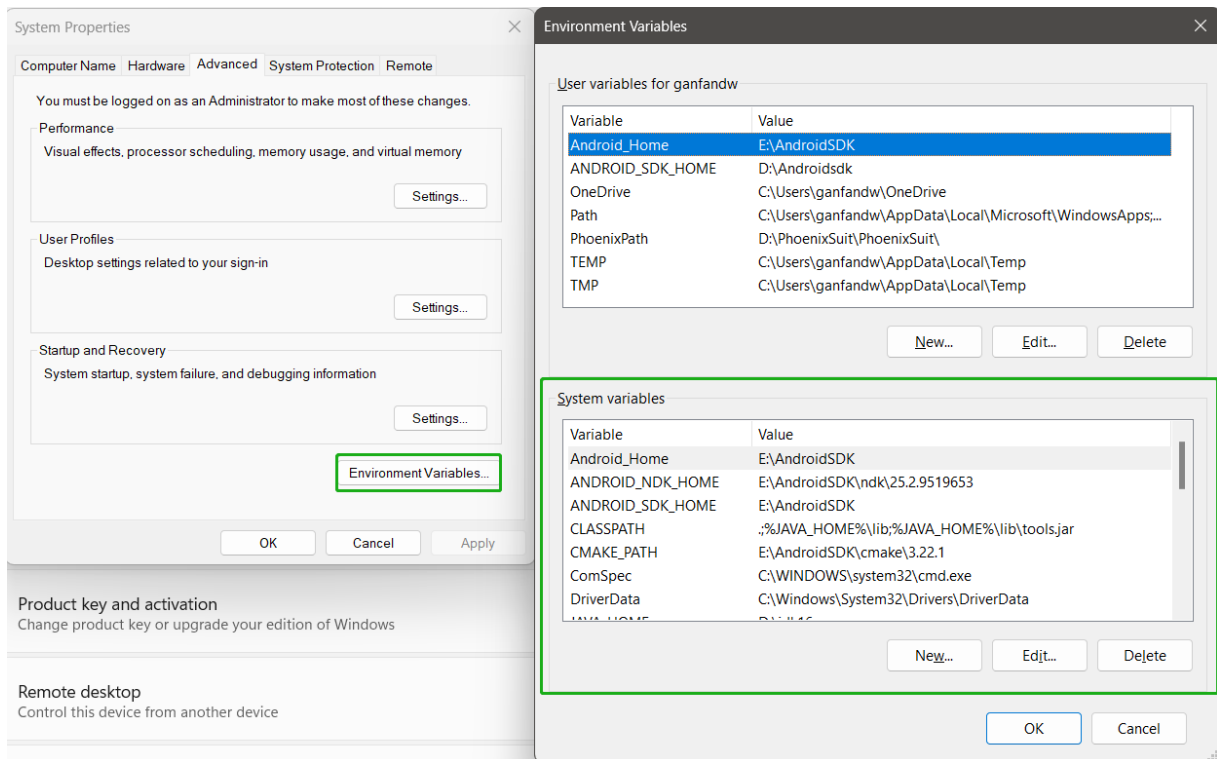 System Properties
Computer Name Hardware Advanced System Protection Remote
You must be logged on as an Administrator to make most of these changes.
Performance
Visual effects, processor scheduling, memory usage, and virtual memory
Settings...
User Profiles
Desktop settings related to your sign-in
Settings...
Startup and Recovery
System startup, system failure, and debugging information
Settings...
Environment Variables...
OK Cancel Apply
Product key and activation
Change product key or upgrade your edition of Windows
Remote desktop
Control this device from another device
Environment Variables
User variables for ganfandw
Variable Value
Android_Home E:\AndroidSDK
ANDROID_SDK_HOME D:\Androidsdk
OneDrive C:\Users\ganfandw\OneDrive
Path C:\Users\ganfandw\AppData\Local\Microsoft\WindowsApps;...
PhoenixPath D:\PhoenixSuit\PhoenixSuit\
TEMP C:\Users\ganfandw\AppData\Local\Temp
TMP C:\Users\ganfandw\AppData\Local\Temp
New... Edit... Delete
System variables
Variable Value
Android_Home E:\AndroidSDK
ANDROID_NDK_HOME E:\AndroidSDK\ndk\25.2.9519653
ANDROID_SDK_HOME E:\AndroidSDK
CLASSPATH .;%JAVA_HOME%\lib;%JAVA_HOME%\lib\tools.jar
CMAKE_PATH E:\AndroidSDK\cmake\3.22.1
ComSpec C:\WINDOWS\system32\cmd.exe
DriverData C:\Windows\System32\Drivers\DriverData
JAVA_HOME
New... Edit... Delete
OK Cancel